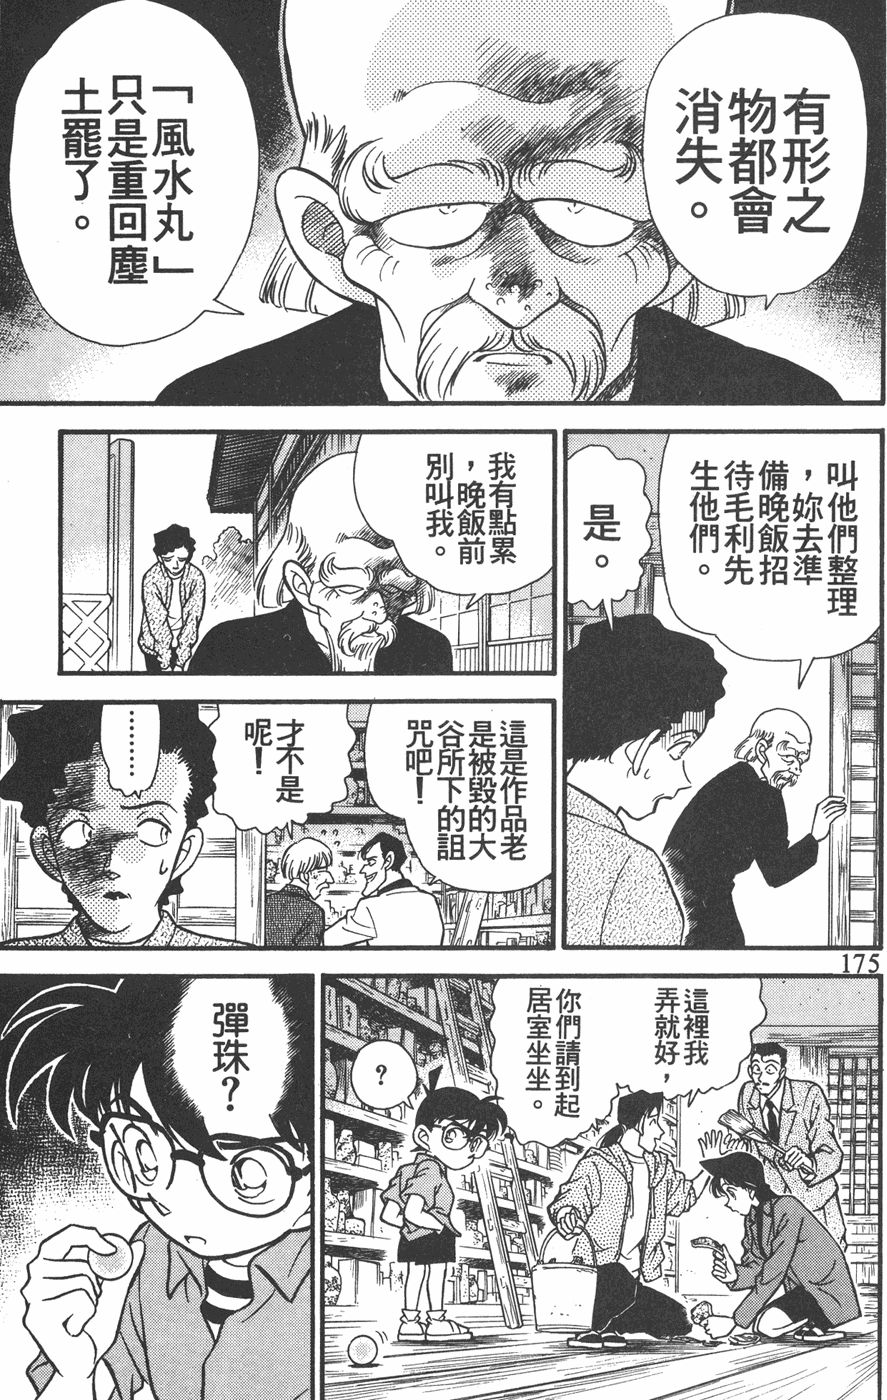 有形之
物都會
消失。
「風水丸」
只是重回塵
土罷了。
叫他們整理
，妳去準
備晚飯招
待毛利先
生他們。
是。
我有點累
，晚飯前
別叫我。
這是作品老
是被毀的大
谷所下的詛
咒吧！
才不是
呢！
………
175
這裡我
弄就好，
你們請到起
居室坐坐。
？
彈珠？